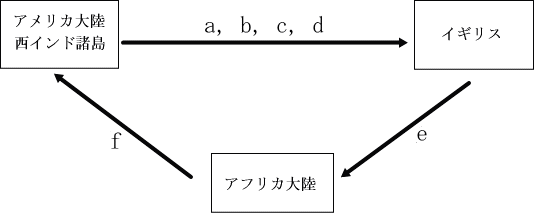 アメリカ大陸
西インド諸島
a, b, c, d
イギリス
f
e
アフリカ大陸